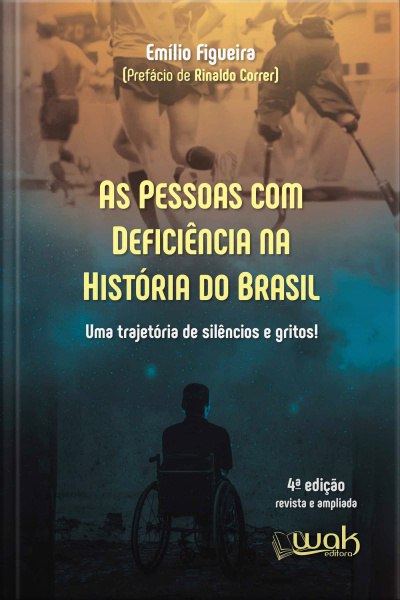 Emílio Figueira
(Prefácio de Rinaldo Correr)
As Pessoas com
Deficiência na
História do Brasil
Uma trajetória de silêncios e gritos!
4ª edição
revista e ampliada
wak
editora